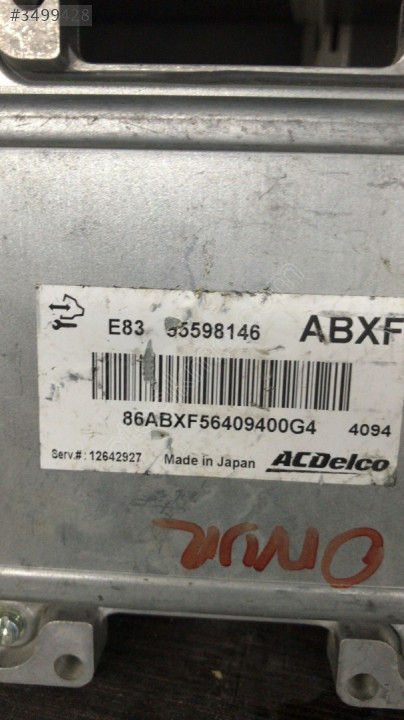 #3499428
E83 55598146 ABXF
86ABXF56409400G4 4094
Serv.#: 12642927 Made in Japan ACDelco
Onur